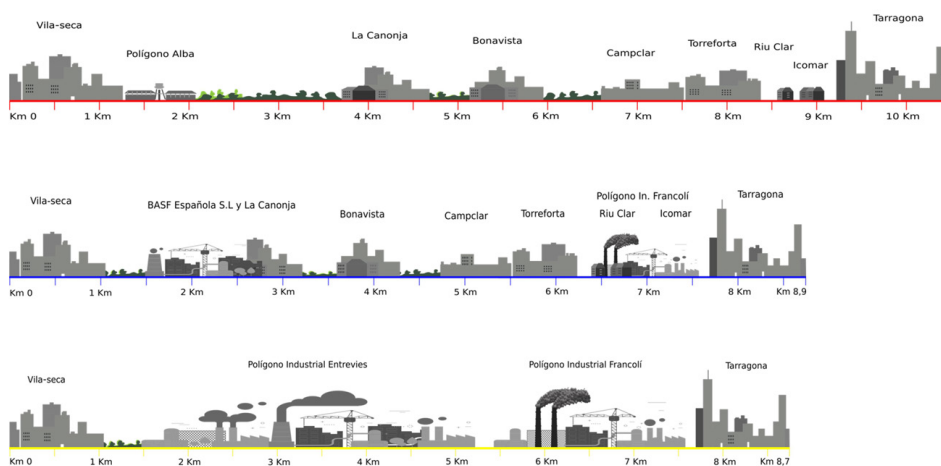 Vila-seca
Polígono Alba
La Canonja
Bonavista
Campclar
Torreforta
Riu Clar
Icomar
Tarragona
Km 0 1 Km 2 Km 3 Km 4 Km 5 Km 6 Km 7 Km 8 Km 9 Km 10 Km
Vila-seca
BASF Española S.L y La Canonja
Bonavista
Campclar
Torreforta
Polígono In. Francolí
Riu Clar Icomar
Tarragona
Km 0 1 Km 2 Km 3 Km 4 Km 5 Km 6 Km 7 Km 8 Km Km 8,9
Vila-seca
Polígono Industrial Entrevies
Polígono Industrial Francolí
Tarragona
Km 0 1 Km 2 Km 3 Km 4 Km 5 Km 6 Km 7 Km 8 Km Km 8,7